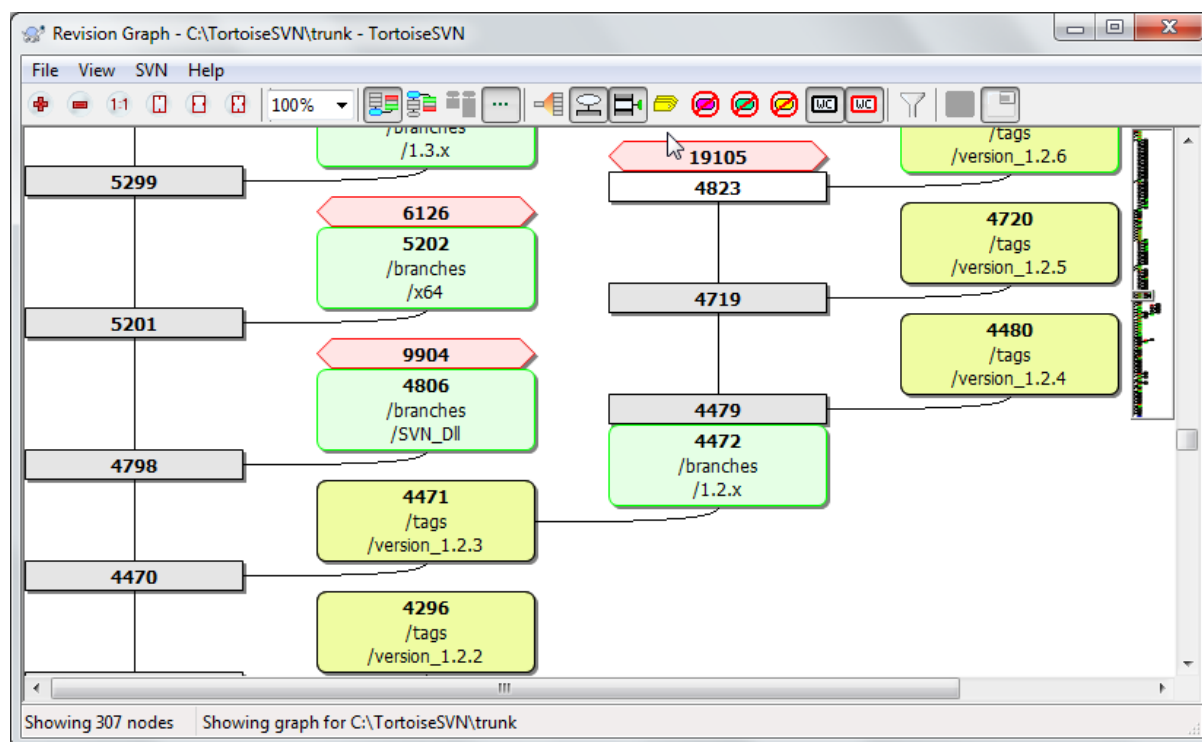 Revision Graph - C:\TortoiseSVN\trunk - TortoiseSVN
File View SVN Help
1:1 100% ... WC WC
/branches
/1.3.x
5299
6126
5202
/branches
/x64
5201
9904
4806
/branches
/SVN_Dll
4798
4471
/tags
/version_1.2.3
4470
4296
/tags
/version_1.2.2
19105
4823
4719
4479
4472
/branches
/1.2.x
/tags
/version_1.2.6
4720
/tags
/version_1.2.5
4480
/tags
/version_1.2.4
Showing 307 nodes Showing graph for C:\TortoiseSVN\trunk